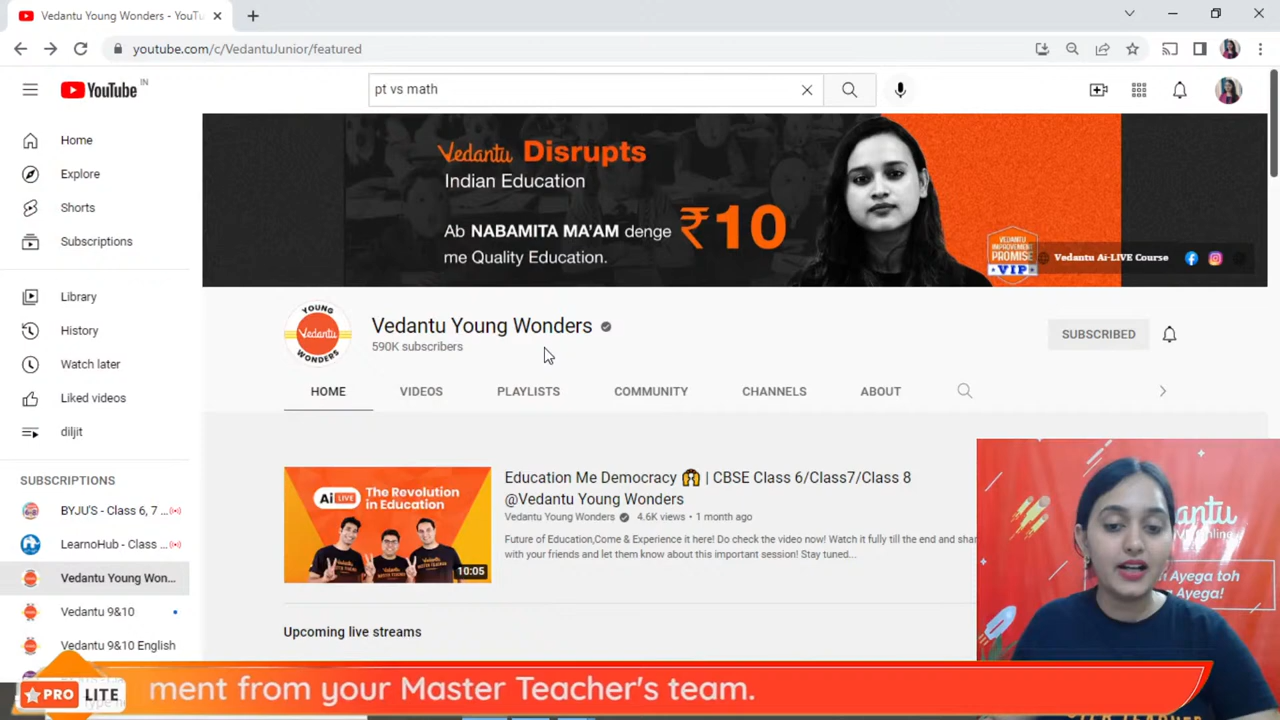 Vedantu Young Wonders - YouTu
youtube.com/c/VedantuJunior/featured
YouTube IN
pt vs math
Home
Explore
Shorts
Subscriptions
Library
History
Watch later
Liked videos
diljit
SUBSCRIPTIONS
BYJU'S - Class 6, 7 ...
LearnoHub - Class ...
Vedantu Young Won...
Vedantu 9&10
Vedantu 9&10 English
Vedantu Disrupts
Indian Education
Ab NABAMITA MA'AM denge ₹10
me Quality Education.
VEDANTU
IMPROVEMENT
PROMISE
VIP
Vedantu Ai-LIVE Course
YOUNG
Vedantu
WONDERS
Vedantu Young Wonders
590K subscribers
SUBSCRIBED
HOME VIDEOS PLAYLISTS COMMUNITY CHANNELS ABOUT
Ai LIVE The Revolution
in Education
10:05
Education Me Democracy 🙌 | CBSE Class 6/Class7/Class 8
@Vedantu Young Wonders
Vedantu Young Wonders 4.6K views • 1 month ago
Future of Education,Come & Experience it here! Do check the video now! Watch it fully till the end and shar
with your friends and let them know about this important session! Stay tuned...
Upcoming live streams
Ayega toh
Ayega!
PRO LITE
ment from your Master Teacher's team.